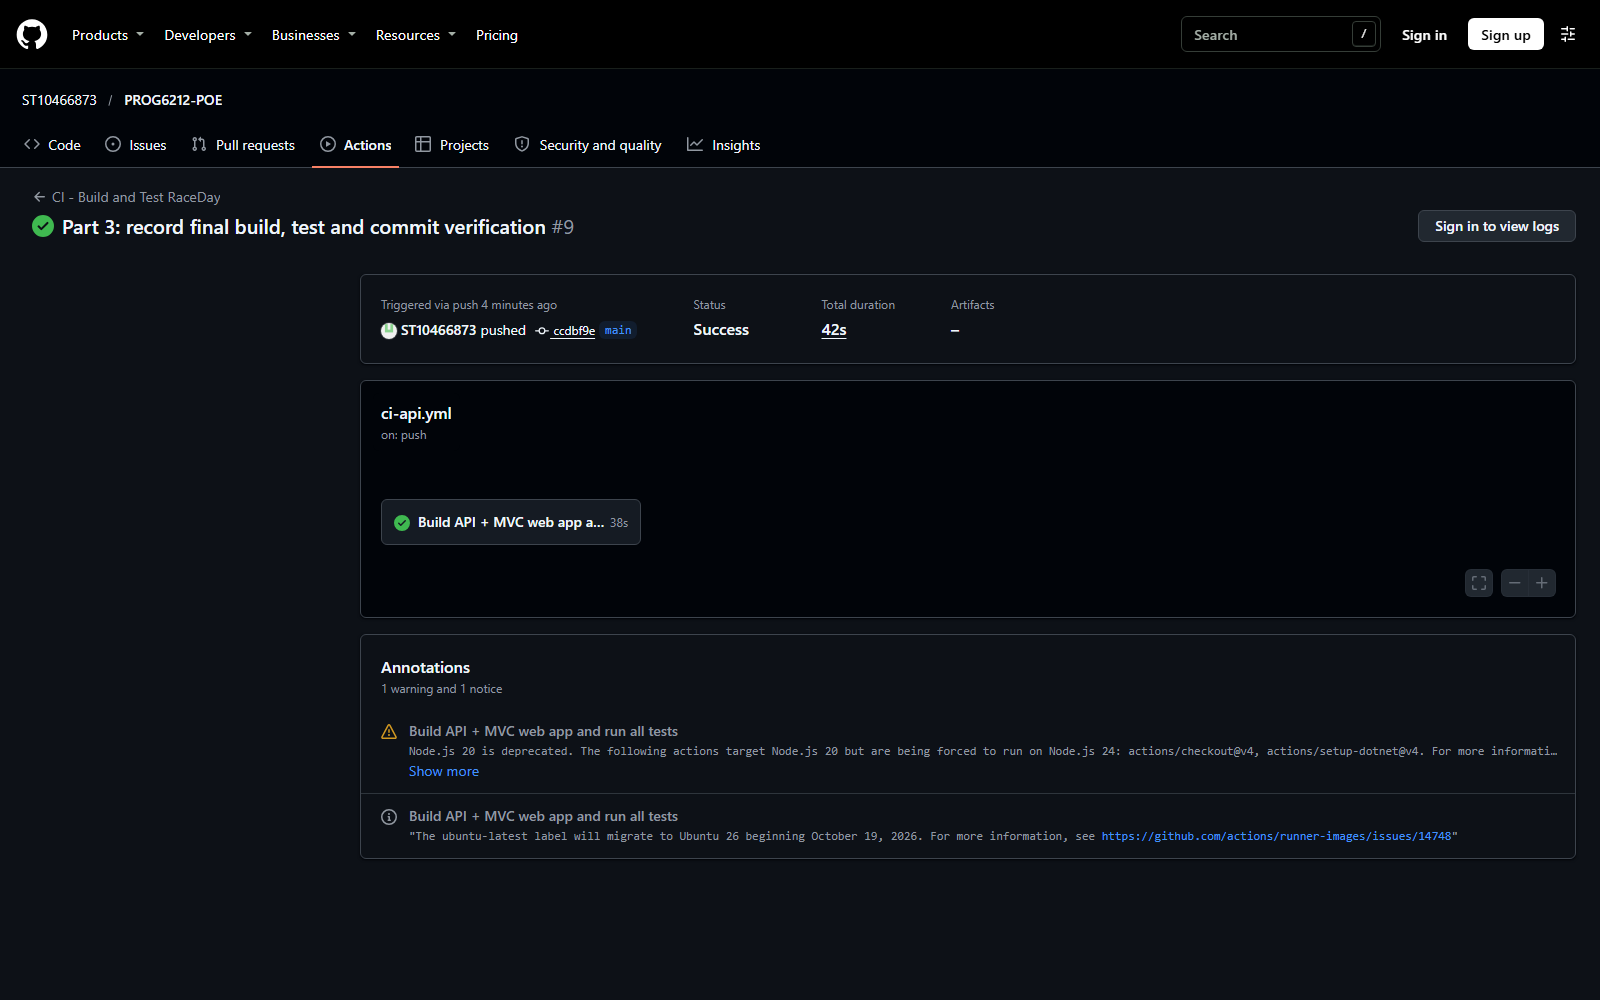 Products Developers Businesses Resources Pricing Search / Sign in Sign up
ST10466873 / PROG6212-POE
Code Issues Pull requests Actions Projects Security and quality Insights
← CI - Build and Test RaceDay
Part 3: record final build, test and commit verification #9
Sign in to view logs
Triggered via push 4 minutes ago Status Total duration Artifacts
ST10466873 pushed ccdbf9e main Success 42s –
ci-api.yml
on: push
Build API + MVC web app a... 38s
Annotations
1 warning and 1 notice
Build API + MVC web app and run all tests
Node.js 20 is deprecated. The following actions target Node.js 20 but are being forced to run on Node.js 24: actions/checkout@v4, actions/setup-dotnet@v4. For more informati…
Show more
Build API + MVC web app and run all tests
"The ubuntu-latest label will migrate to Ubuntu 26 beginning October 19, 2026. For more information, see https://github.com/actions/runner-images/issues/14748"